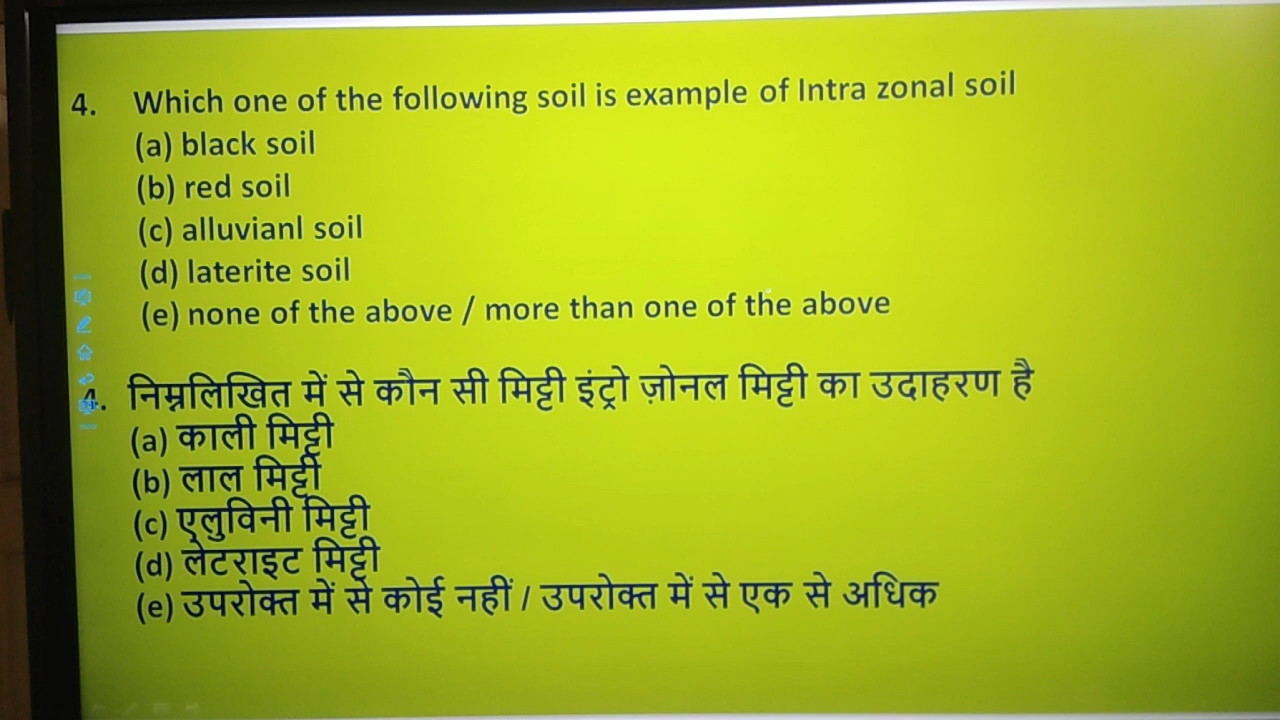 4. Which one of the following soil is example of Intra zonal soil
(a) black soil
(b) red soil
(c) alluvianl soil
(d) laterite soil
(e) none of the above / more than one of the above
4. निम्नलिखित में से कौन सी मिट्टी इंट्रो ज़ोनल मिट्टी का उदाहरण है
(a) काली मिट्टी
(b) लाल मिट्टी
(c) एलुविनी मिट्टी
(d) लेटराइट मिट्टी
(e) उपरोक्त में से कोई नहीं / उपरोक्त में से एक से अधिक